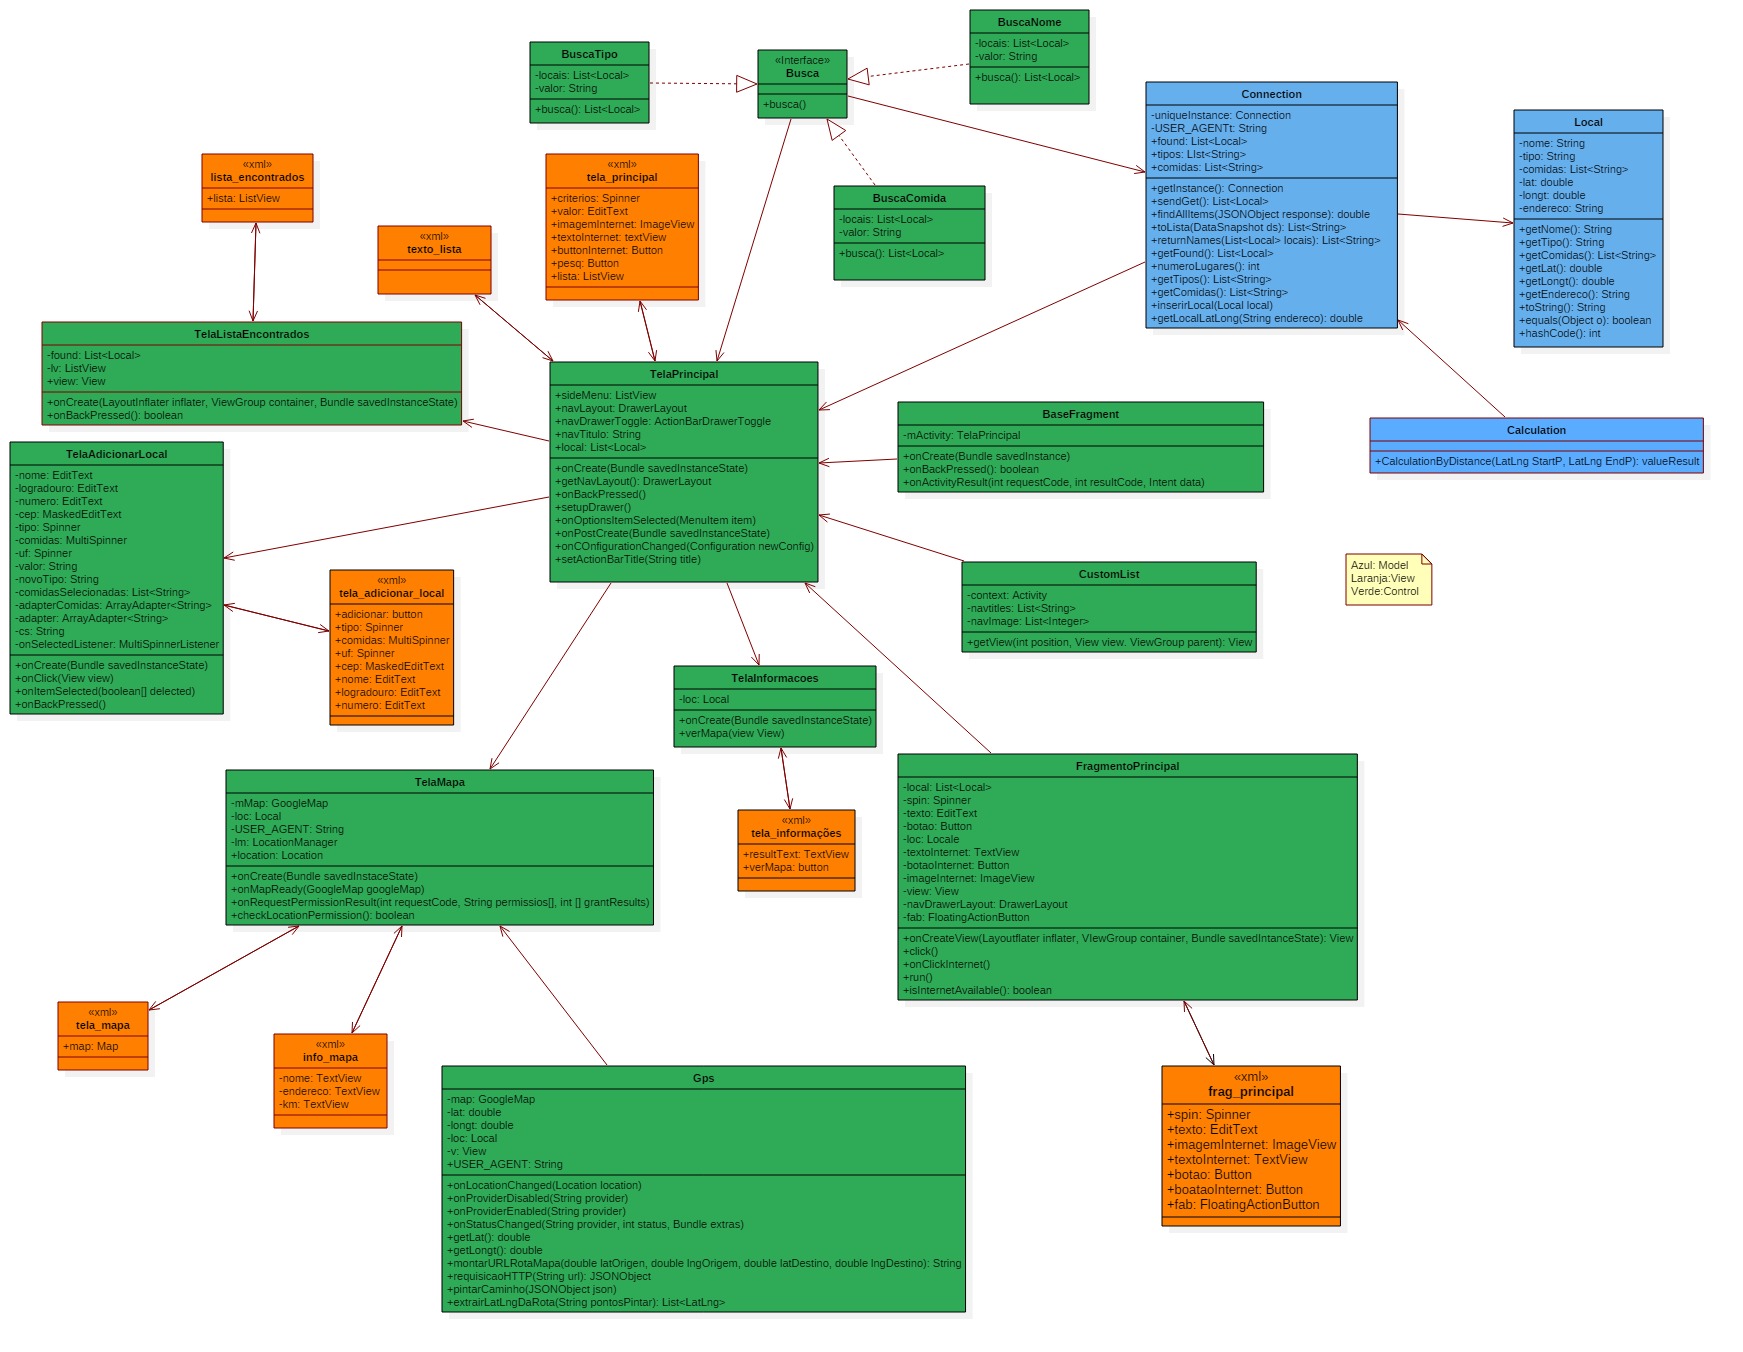 BuscaNome
-locais: List<Local>
-valor: String
+busca(): List<Local>
BuscaTipo
-locais: List<Local>
-valor: String
+busca(): List<Local>
«Interface»
Busca
+busca()
BuscaComida
-locais: List<Local>
-valor: String
+busca(): List<Local>
Connection
-uniqueInstance: Connection
-USER_AGENTt: String
+found: List<Local>
+tipos: LIst<String>
+comidas: List<String>
+getInstance(): Connection
+sendGet(): List<Local>
+findAllItems(JSONObject response): double
+toLista(DataSnapshot ds): List<String>
+returnNames(List<Local> locais): List<String>
+getFound(): List<Local>
+numeroLugares(): int
+getTipos(): List<String>
+getComidas(): List<String>
+inserirLocal(Local local)
+getLocalLatLong(String endereco): double
Local
-nome: String
-tipo: String
-comidas: List<String>
-lat: double
-longt: double
-endereco: String
+getNome(): String
+getTipo(): String
+getComidas(): List<String>
+getLat(): double
+getLongt(): double
+getEndereco(): String
+toString(): String
+equals(Object o): boolean
+hashCode(): int
«xml»
lista_encontrados
+lista: ListView
«xml»
texto_lista
«xml»
tela_principal
+criterios: Spinner
+valor: EditText
+imagemInternet: ImageView
+textoInternet: textView
+buttonInternet: Button
+pesq: Button
+lista: ListView
TelaListaEncontrados
-found: List<Local>
-lv: ListView
+view: View
+onCreate(LayoutInflater inflater, ViewGroup container, Bundle savedInstanceState)
+onBackPressed(): boolean
TelaPrincipal
+sideMenu: ListView
+navLayout: DrawerLayout
+navDrawerToggle: ActionBarDrawerToggle
+navTitulo: String
+local: List<Local>
+onCreate(Bundle savedInstanceState)
+getNavLayout(): DrawerLayout
+onBackPressed()
+setupDrawer()
+onOptionsItemSelected(MenuItem item)
+onPostCreate(Bundle savedInstanceState)
+onCOnfigurationChanged(Configuration newConfig)
+setActionBarTitle(String title)
BaseFragment
-mActivity: TelaPrincipal
+onCreate(Bundle savedInstance)
+onBackPressed(): boolean
+onActivityResult(int requestCode, int resultCode, Intent data)
Calculation
+CalculationByDistance(LatLng StartP, LatLng EndP): valueResult
TelaAdicionarLocal
-nome: EditText
-logradouro: EditText
-numero: EditText
-cep: MaskedEditText
-tipo: Spinner
-comidas: MultiSpinner
-uf: Spinner
-valor: String
-novoTipo: String
-comidasSelecionadas: List<String>
-adapterComidas: ArrayAdapter<String>
-adapter: ArrayAdapter<String>
-cs: String
-onSelectedListener: MultiSpinnerListener
+onCreate(Bundle savedInstanceState)
+onClick(View view)
+onItemSelected(boolean[] delected)
+onBackPressed()
«xml»
tela_adicionar_local
+adicionar: button
+tipo: Spinner
+comidas: MultiSpinner
+uf: Spinner
+cep: MaskedEditText
+nome: EditText
+logradouro: EditText
+numero: EditText
CustomList
-context: Activity
-navtitles: List<String>
-navImage: List<Integer>
+getView(int position, View view. ViewGroup parent): View
Azul: Model
Laranja:View
Verde:Control
TelaInformacoes
-loc: Local
+onCreate(Bundle savedInstanceState)
+verMapa(view View)
TelaMapa
-mMap: GoogleMap
-loc: Local
-USER_AGENT: String
-lm: LocationManager
+location: Location
+onCreate(Bundle savedInstaceState)
+onMapReady(GoogleMap googleMap)
+onRequestPermissionResult(int requestCode, String permissios[], int [] grantResults)
+checkLocationPermission(): boolean
«xml»
tela_informações
+resultText: TextView
+verMapa: button
FragmentoPrincipal
-local: List<Local>
-spin: Spinner
-texto: EditText
-botao: Button
-loc: Locale
-textoInternet: TextView
-botaoInternet: Button
-imageInternet: ImageView
-view: View
-navDrawerLayout: DrawerLayout
-fab: FloatingActionButton
+onCreateView(Layoutflater inflater, VIewGroup container, Bundle savedIntanceState): View
+click()
+onClickInternet()
+run()
+isInternetAvailable(): boolean
«xml»
tela_mapa
+map: Map
«xml»
info_mapa
-nome: TextView
-endereco: TextView
-km: TextView
Gps
-map: GoogleMap
-lat: double
-longt: double
-loc: Local
-v: View
+USER_AGENT: String
+onLocationChanged(Location location)
+onProviderDisabled(String provider)
+onProviderEnabled(String provider)
+onStatusChanged(String provider, int status, Bundle extras)
+getLat(): double
+getLongt(): double
+montarURLRotaMapa(double latOrigen, double lngOrigem, double latDestino, double lngDestino): String
+requisicaoHTTP(String url): JSONObject
+pintarCaminho(JSONObject json)
+extrairLatLngDaRota(String pontosPintar): List<LatLng>
«xml»
frag_principal
+spin: Spinner
+texto: EditText
+imagemInternet: ImageView
+textoInternet: TextView
+botao: Button
+boataoInternet: Button
+fab: FloatingActionButton